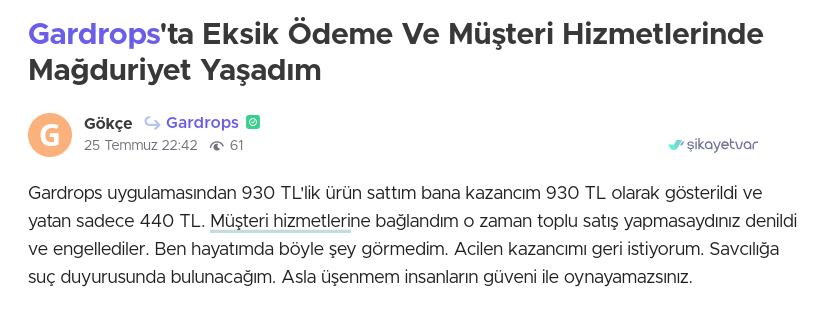 Gardrops'ta Eksik Ödeme Ve Müşteri Hizmetlerinde
Mağduriyet Yaşadım
G
Gökçe Gardrops
25 Temmuz 22:42 61
şikayetvar
Gardrops uygulamasından 930 TL'lik ürün sattım bana kazancım 930 TL olarak gösterildi ve
yatan sadece 440 TL. Müşteri hizmetlerine bağlandım o zaman toplu satış yapmasaydınız denildi
ve engellediler. Ben hayatımda böyle şey görmedim. Acilen kazancımı geri istiyorum. Savcılığa
suç duyurusunda bulunacağım. Asla üşenmem insanların güveni ile oynayamazsınız.